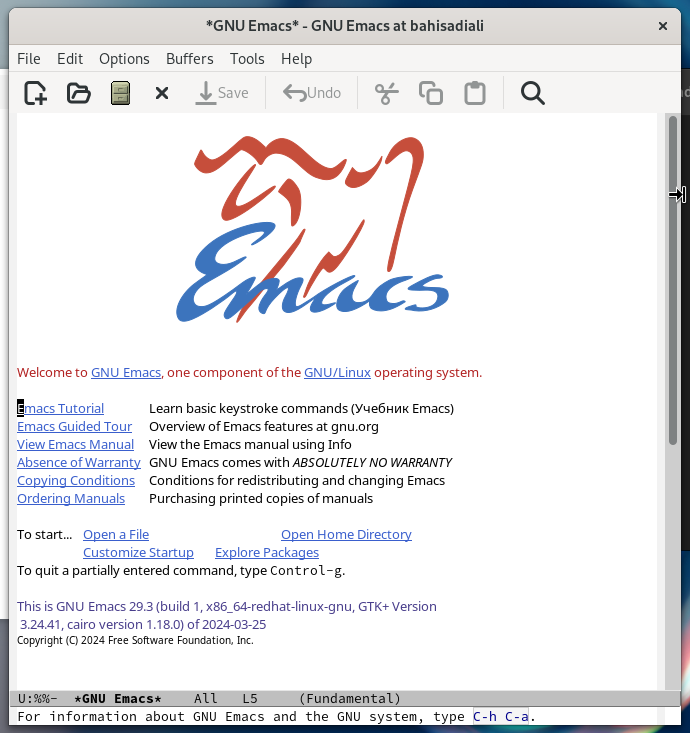 *GNU Emacs* - GNU Emacs at bahisadiali
File Edit Options Buffers Tools Help
Save Undo
Emacs
Welcome to GNU Emacs, one component of the GNU/Linux operating system.
Emacs Tutorial Learn basic keystroke commands (Учебник Emacs)
Emacs Guided Tour Overview of Emacs features at gnu.org
View Emacs Manual View the Emacs manual using Info
Absence of Warranty GNU Emacs comes with ABSOLUTELY NO WARRANTY
Copying Conditions Conditions for redistributing and changing Emacs
Ordering Manuals Purchasing printed copies of manuals
To start... Open a File Open Home Directory
Customize Startup Explore Packages
To quit a partially entered command, type Control-g.
This is GNU Emacs 29.3 (build 1, x86_64-redhat-linux-gnu, GTK+ Version
3.24.41, cairo version 1.18.0) of 2024-03-25
Copyright (C) 2024 Free Software Foundation, Inc.
U:%%- *GNU Emacs* All L5 (Fundamental)
For information about GNU Emacs and the GNU system, type C-h C-a.